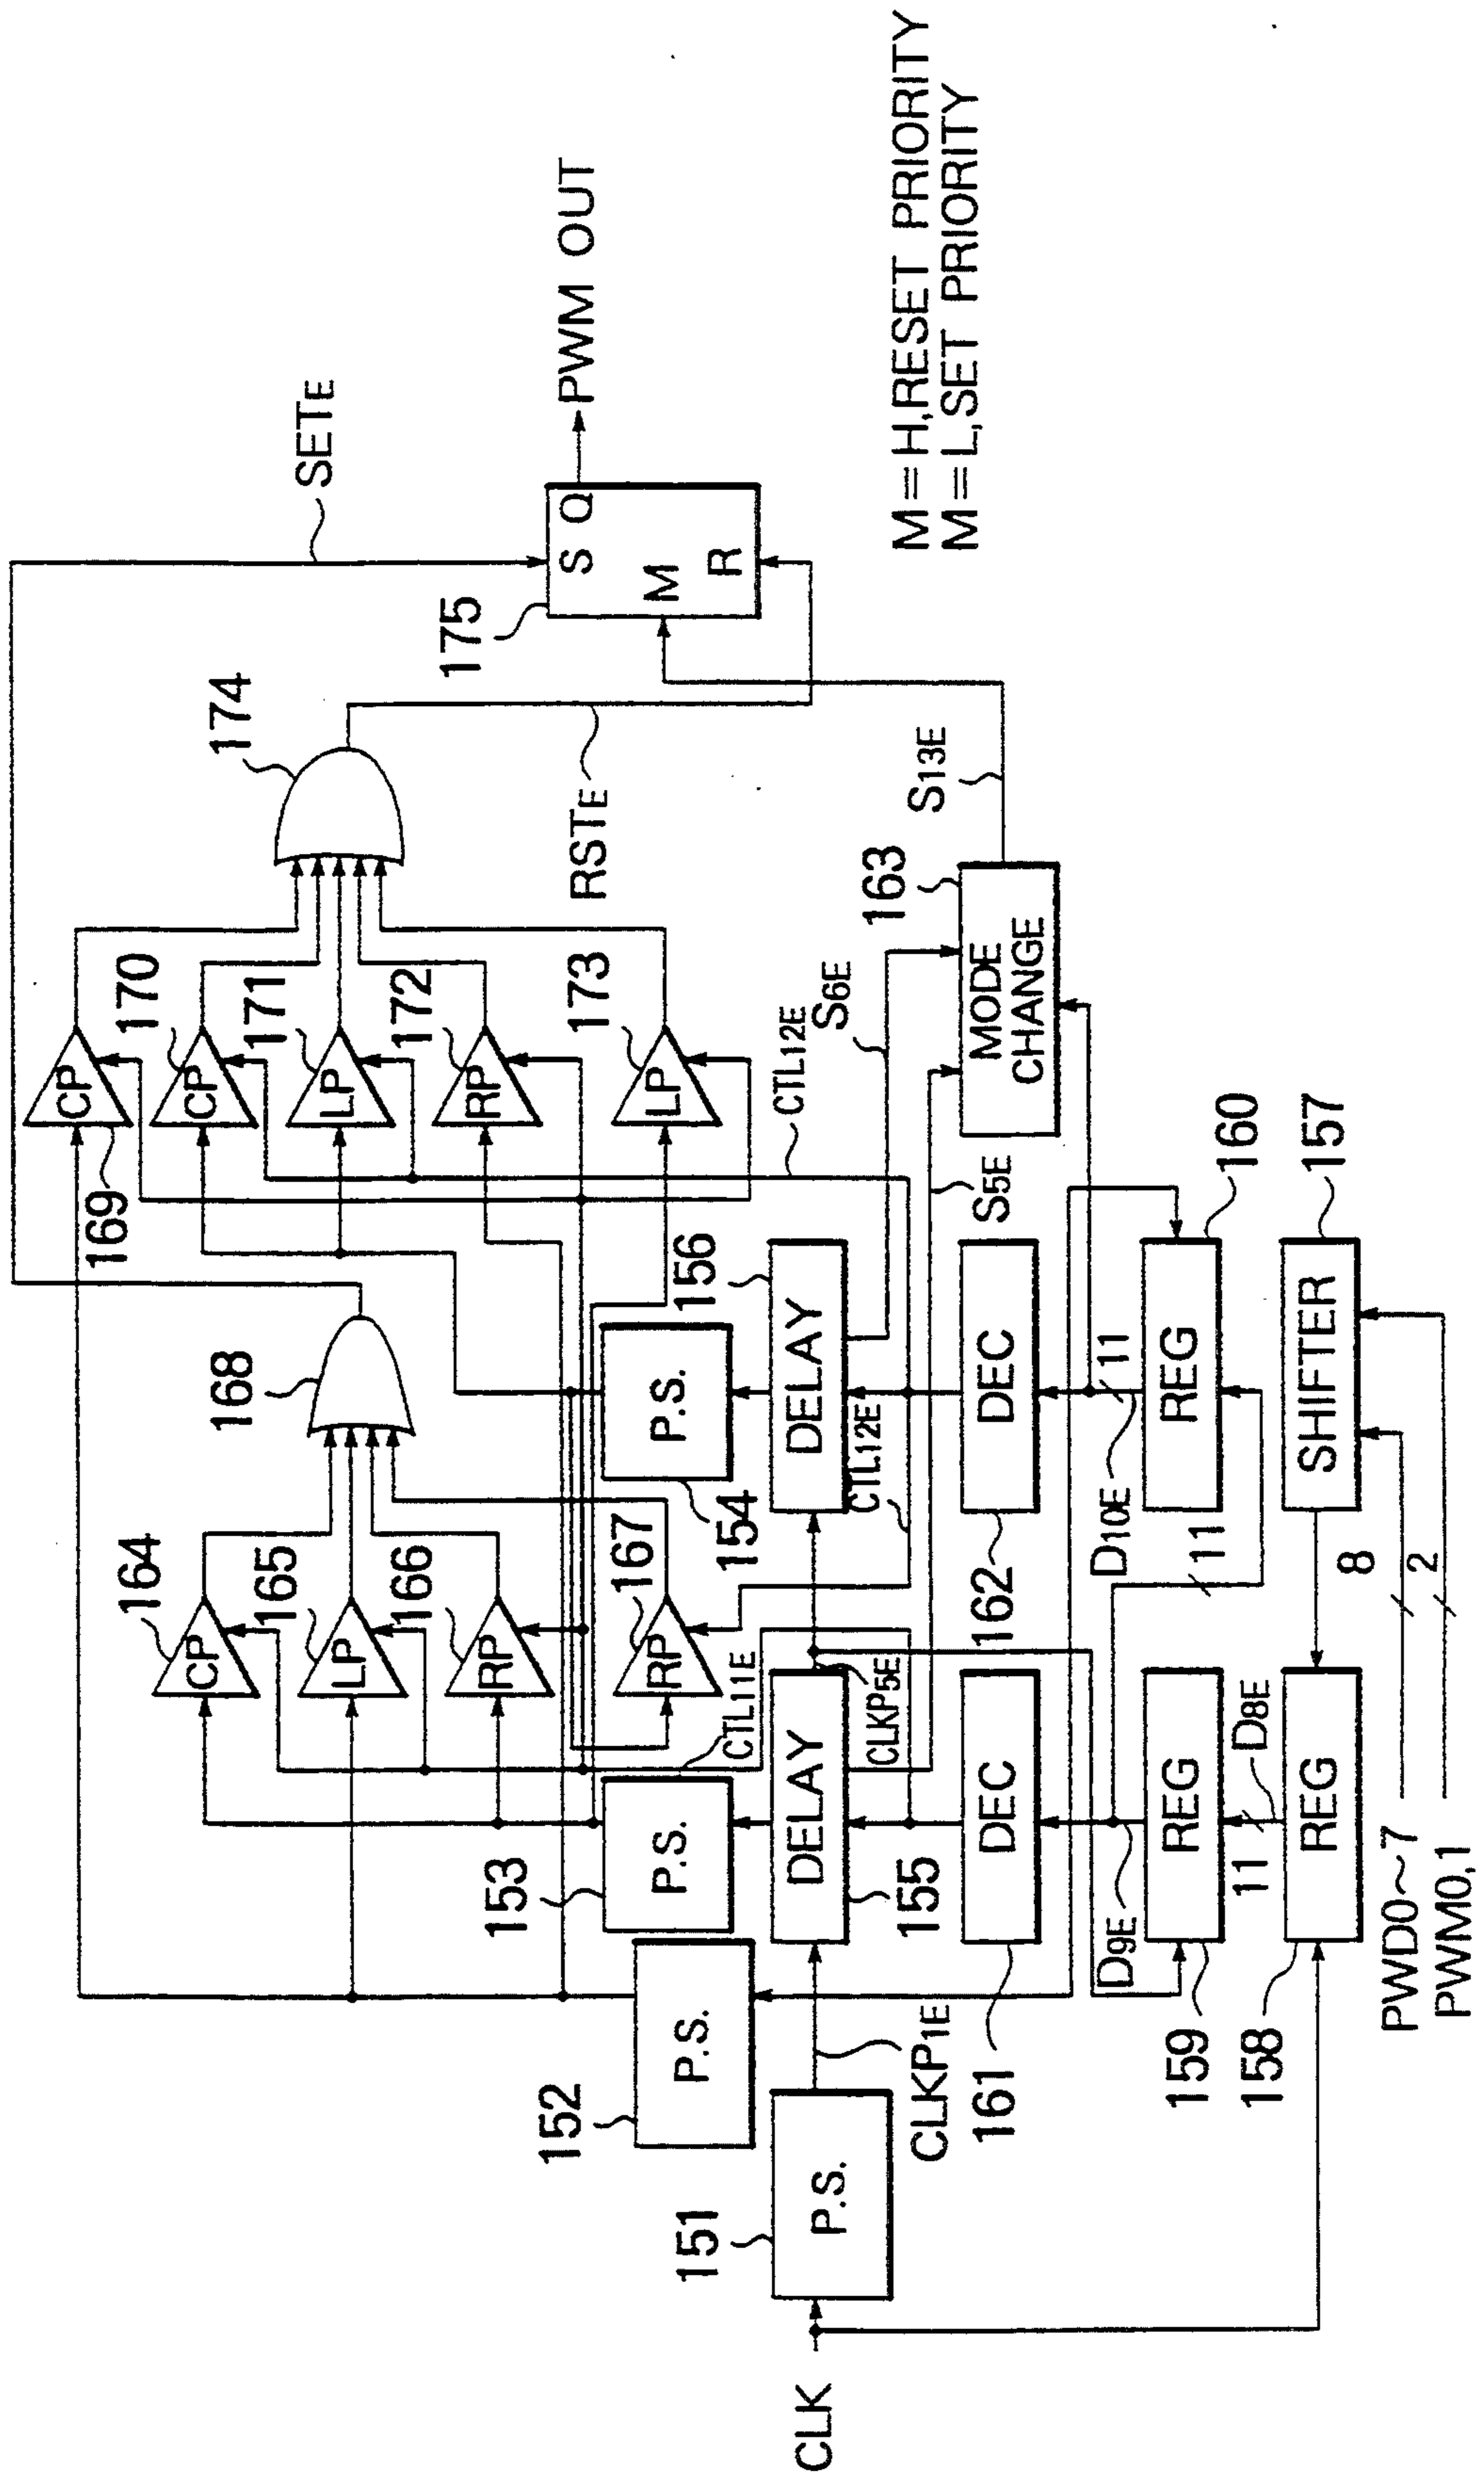 SETE
174
175
S Q
M
R
PWM OUT
M=H,RESET PRIORITY
M=L,SET PRIORITY
RSTE
S13E
163
MODE
CHANGE
CP
169
CP
170
LP
171
RP
172
LP
173
CTL12E
S6E
S5E
168
CP
164
LP
165
RP
166
RP
167
P.S.
154
DELAY
156
CTL12E
DEC
162
D10E
11
REG
160
11
SHIFTER
157
8
2
CTL11E
P.S.
153
DELAY
155
CLKP5E
DEC
161
D9E
REG
159
11
D8E
REG
158
PWD0~7
PWM0,1
P.S.
152
P.S.
151
CLKP1E
CLK